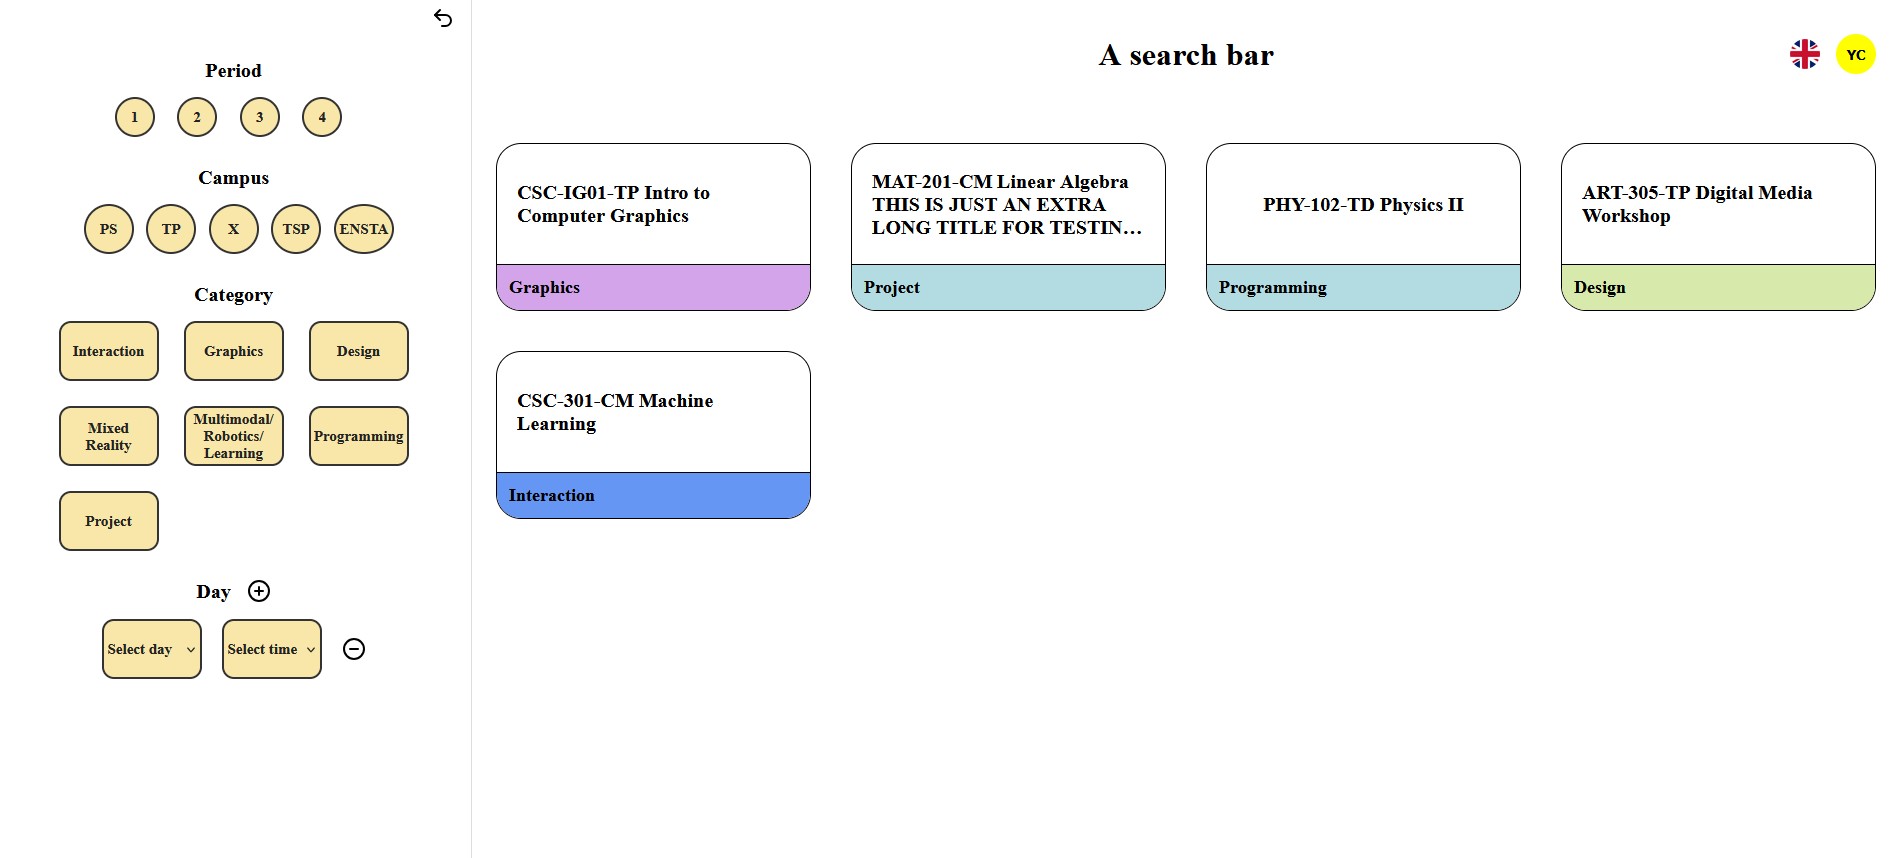 Period
1 2 3 4
Campus
PS TP X TSP ENSTA
Category
Interaction Graphics Design
Mixed
Reality
Multimodal/
Robotics/
Learning
Programming
Project
Day
Select day Select time
A search bar
YC
CSC-IG01-TP Intro to
Computer Graphics
Graphics
MAT-201-CM Linear Algebra
THIS IS JUST AN EXTRA
LONG TITLE FOR TESTIN…
Project
PHY-102-TD Physics II
Programming
ART-305-TP Digital Media
Workshop
Design
CSC-301-CM Machine
Learning
Interaction